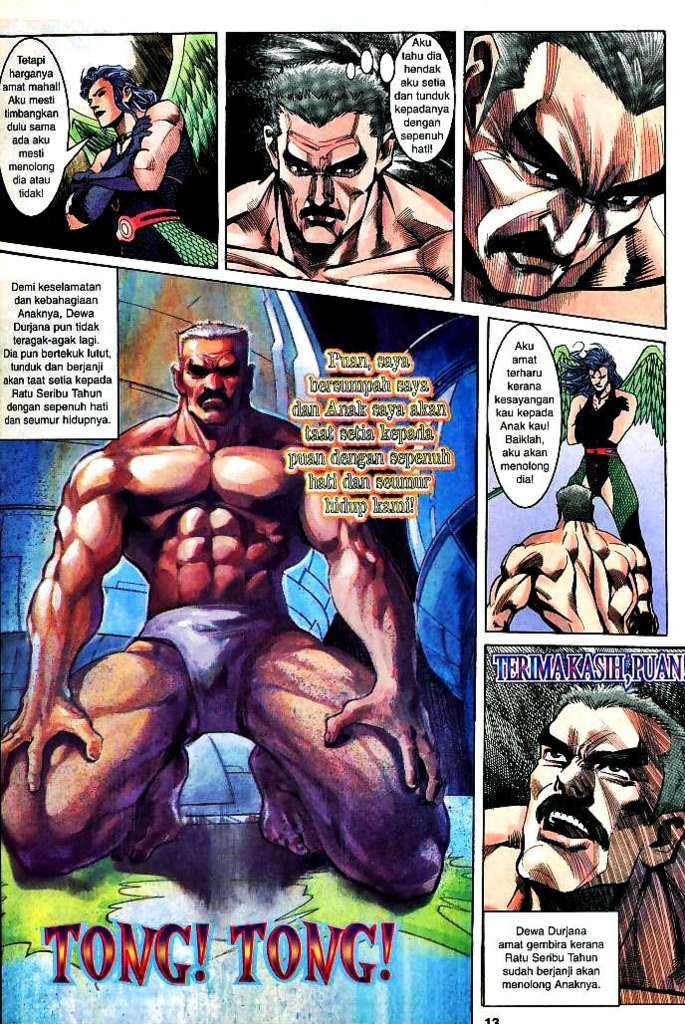 Tetapi
harganya
amat mahal!
Aku mesti
timbangkan
dulu sama
ada aku
mesti
menolong
dia atau
tidak!
Aku
tahu dia
hendak
aku setia
dan tunduk
kepadanya
dengan
sepenuh
hati!
Demi keselamatan
dan kebahagiaan
Anaknya, Dewa
Durjana pun tidak
teragak-agak lagi.
Dia pun bertekuk lutut,
tunduk dan berjanji
akan taat setia kepada
Ratu Seribu Tahun
dengan sepenuh hati
dan seumur hidupnya.
Puan, saya
bersumpah saya
dan Anak saya akan
taat setia kepada
puan dengan sepenuh
hati dan seumur
hidup kami!
TONG! TONG!
Aku
amat
terharu
kerana
kesayangan
kau kepada
Anak kau!
Baiklah,
aku akan
menolong
dia!
TERIMA KASIH, PUAN!
Dewa Durjana
amat gembira kerana
Ratu Seribu Tahun
sudah berjanji akan
menolong Anaknya.
13